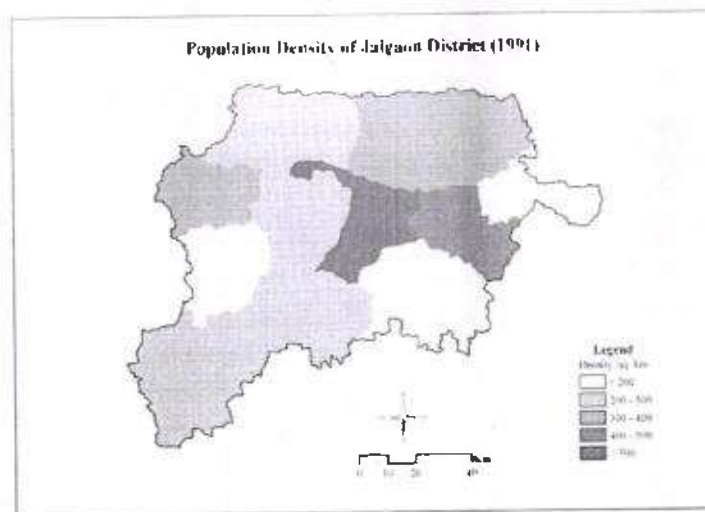 Population Density of Jalgaon District (1991)
Legend
Density sq. km
< 200
200 - 300
300 - 400
400 - 500
0 10 20 40